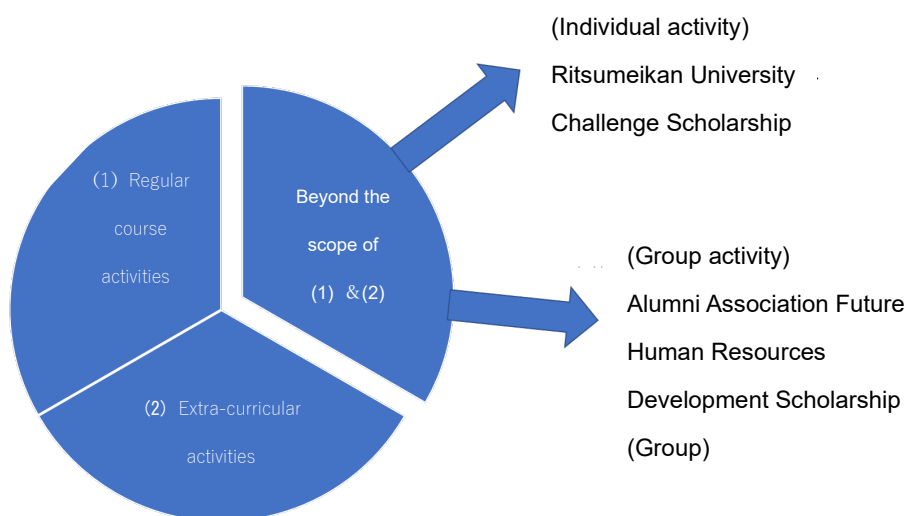 (Individual activity)
Ritsumeikan University
Challenge Scholarship
(1) Regular
course
activities
Beyond the
scope of
(1) &(2)
(Group activity)
Alumni Association Future
Human Resources
Development Scholarship
(Group)
(2) Extra-curricular
activities